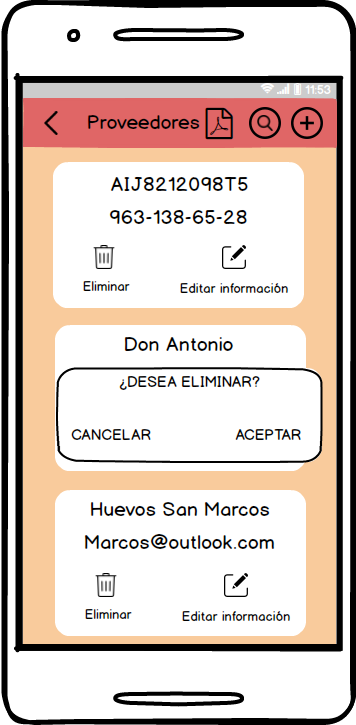 11:53
Proveedores
AIJ8212098T5
963-138-65-28
Eliminar Editar información
Don Antonio
¿DESEA ELIMINAR?
CANCELAR ACEPTAR
Huevos San Marcos
Marcos@outlook.com
Eliminar Editar información